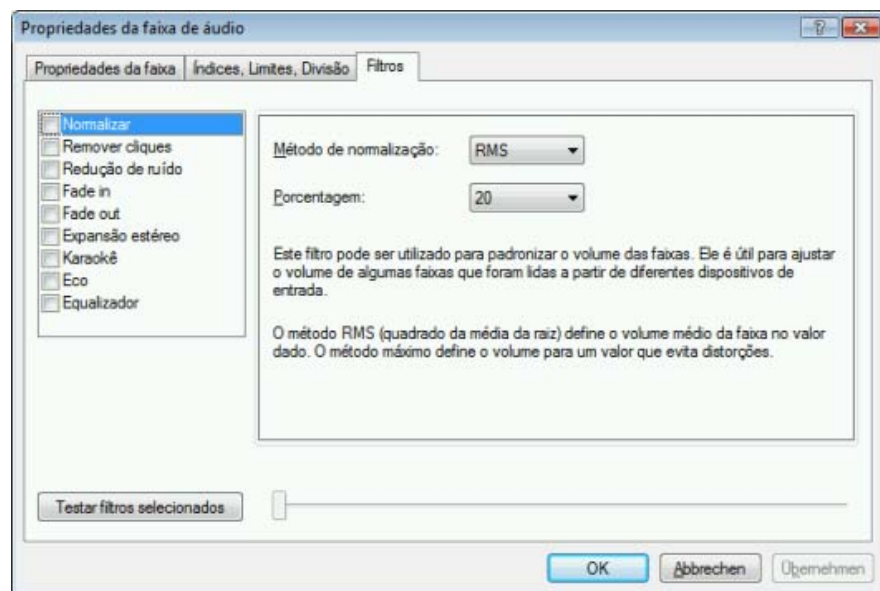 Propriedades da faixa de áudio
Propriedades da faixa
Índices, Limites, Divisão
Filtros
Normalizar
Remover cliques
Redução de ruído
Fade in
Fade out
Expansão estéreo
Karaokê
Eco
Equalizador
Método de normalização:
RMS
Porcentagem:
20
Este filtro pode ser utilizado para padronizar o volume das faixas. Ele é útil para ajustar
o volume de algumas faixas que foram lidas a partir de diferentes dispositivos de
entrada.
O método RMS (quadrado da média da raiz) define o volume médio da faixa no valor
dado. O método máximo define o volume para um valor que evita distorções.
Testar filtros selecionados
OK
Abbrechen
Übernehmen